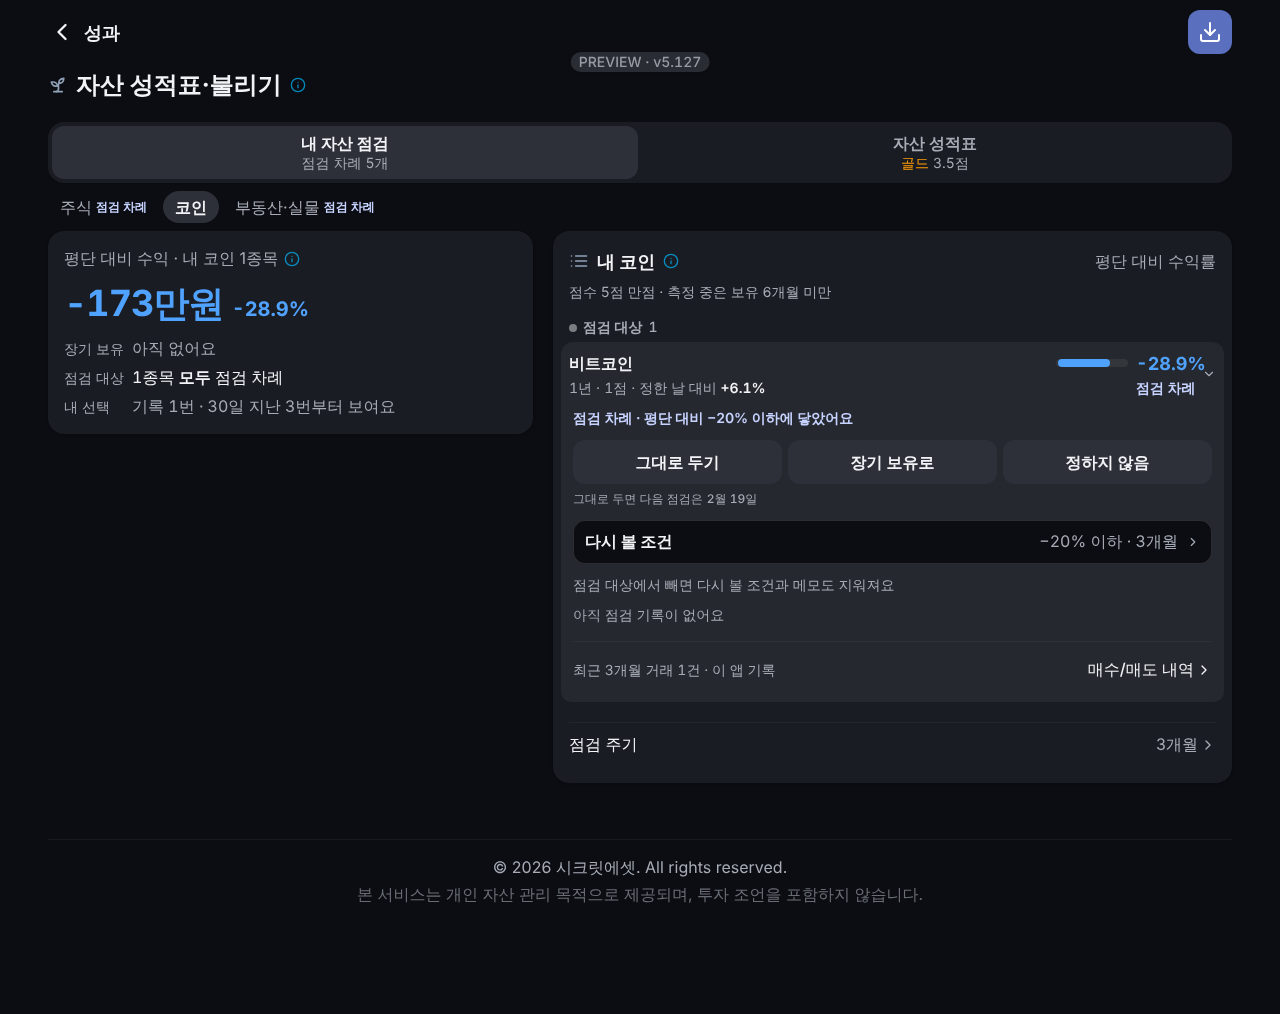 성과
PREVIEW · v5.127
자산 성적표·불리기
내 자산 점검
점검 차례 5개
자산 성적표
골드 3.5점
주식 점검 차례
코인
부동산·실물 점검 차례
평단 대비 수익 · 내 코인 1종목
-173만원 -28.9%
장기 보유 아직 없어요
점검 대상 1종목 모두 점검 차례
내 선택 기록 1번 · 30일 지난 3번부터 보여요
내 코인
평단 대비 수익률
점수 5점 만점 · 측정 중은 보유 6개월 미만
점검 대상 1
비트코인
-28.9%
1년 · 1점 · 정한 날 대비 +6.1%
점검 차례
점검 차례 · 평단 대비 −20% 이하에 닿았어요
그대로 두기
장기 보유로
정하지 않음
그대로 두면 다음 점검은 2월 19일
다시 볼 조건
−20% 이하 · 3개월
점검 대상에서 빼면 다시 볼 조건과 메모도 지워져요
아직 점검 기록이 없어요
최근 3개월 거래 1건 · 이 앱 기록
매수/매도 내역
점검 주기
3개월
© 2026 시크릿에셋. All rights reserved.
본 서비스는 개인 자산 관리 목적으로 제공되며, 투자 조언을 포함하지 않습니다.